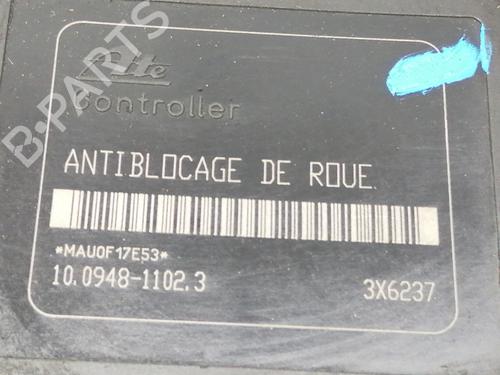 B-PARTS
Ate
Controller
ANTIBLOCAGE DE ROUE
*MAU0F17E53*
10.0948-1102.3
3X6237